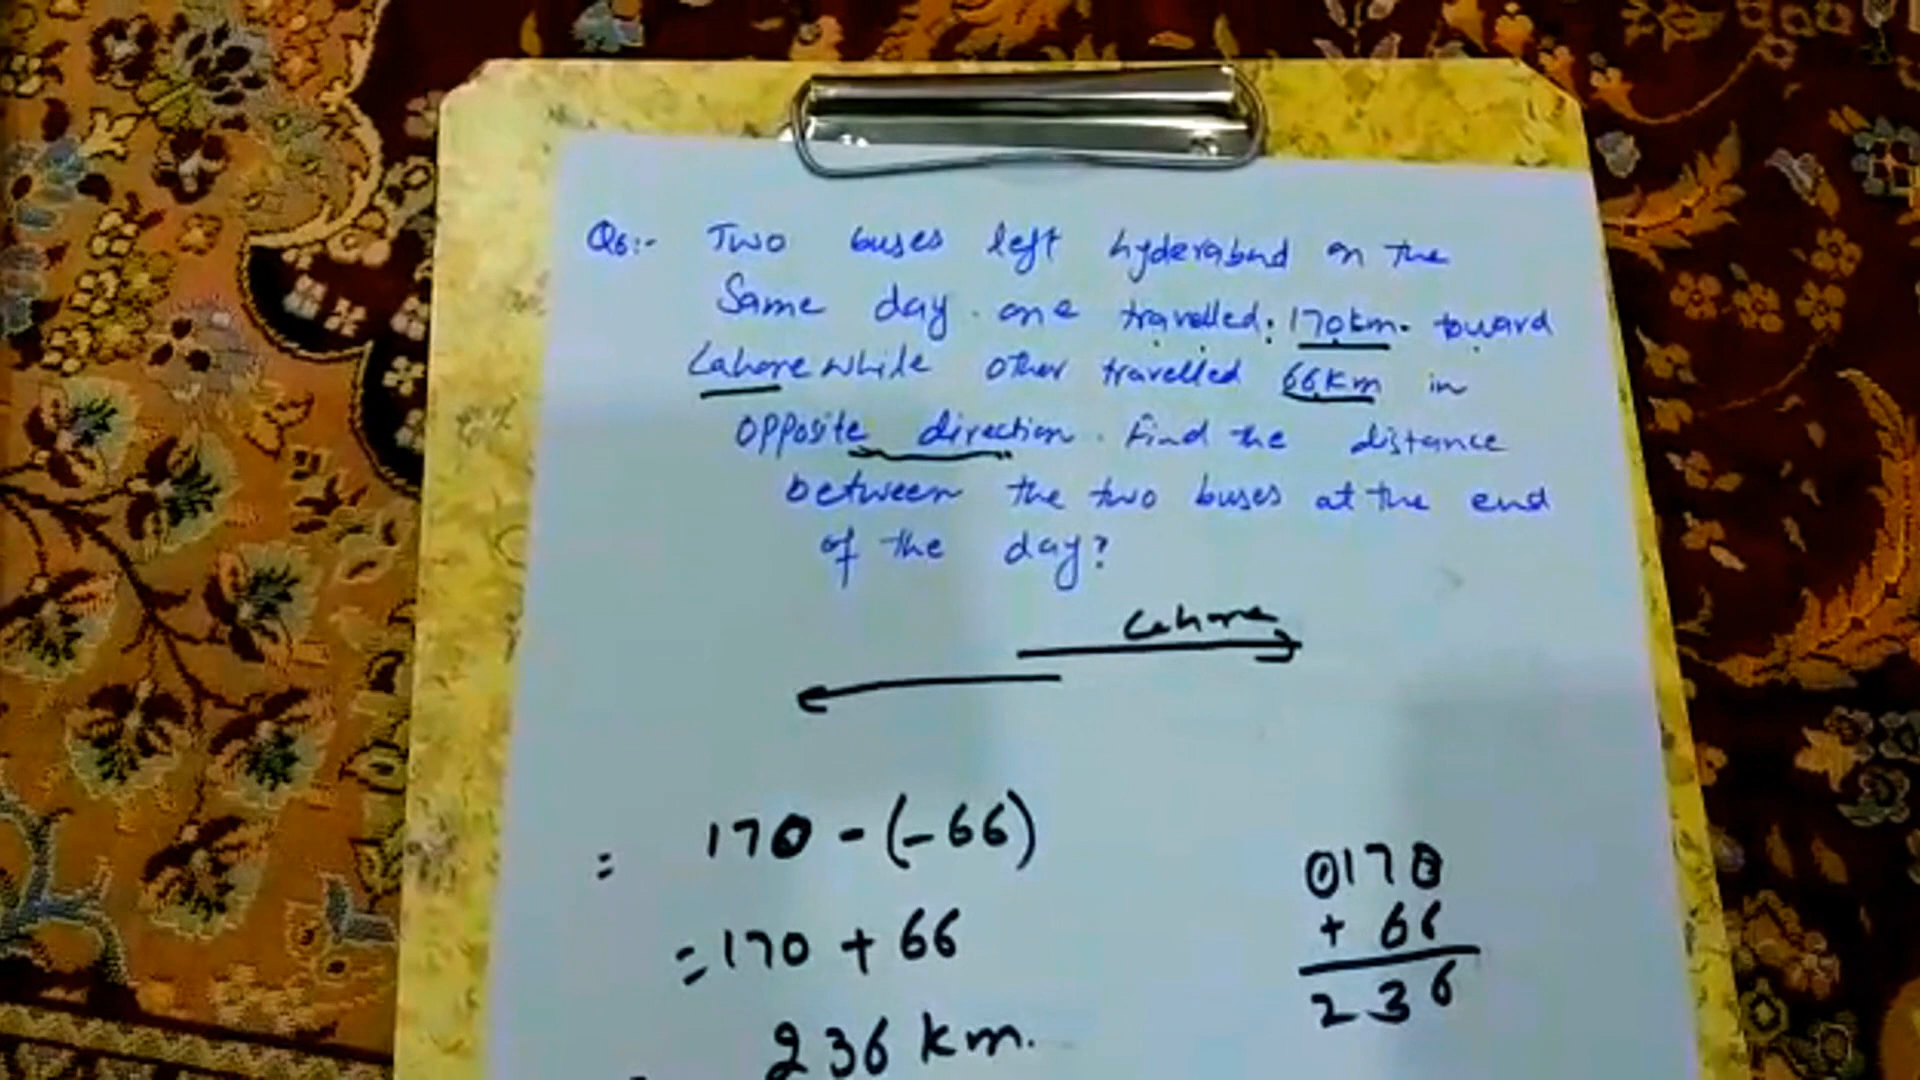 Q6:- Two buses left hyderabad on the
Same day. one travelled. 170km. toward
Lahore while other travelled 66Km in
opposite direction. Find the distance
between the two buses at the end
of the day?
Lahore
= 170 - (-66)
= 170 + 66
236 km.
0170
+ 66
236